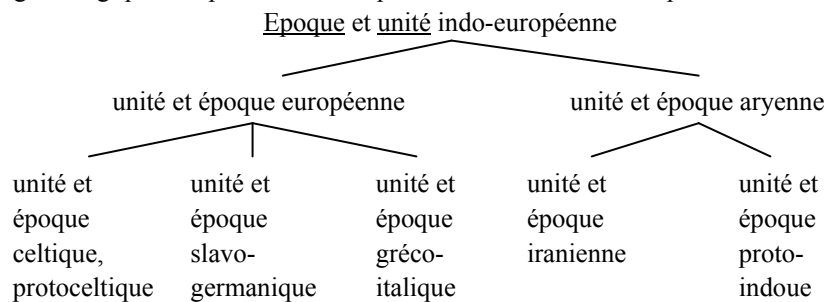 Epoque et unité indo-européenne
unité et époque européenne
unité et époque aryenne
unité et
époque
celtique,
protoceltique
unité et
époque
slavo-
germanique
unité et
époque
gréco-
italique
unité et
époque
iranienne
unité et
époque
proto-
indoue